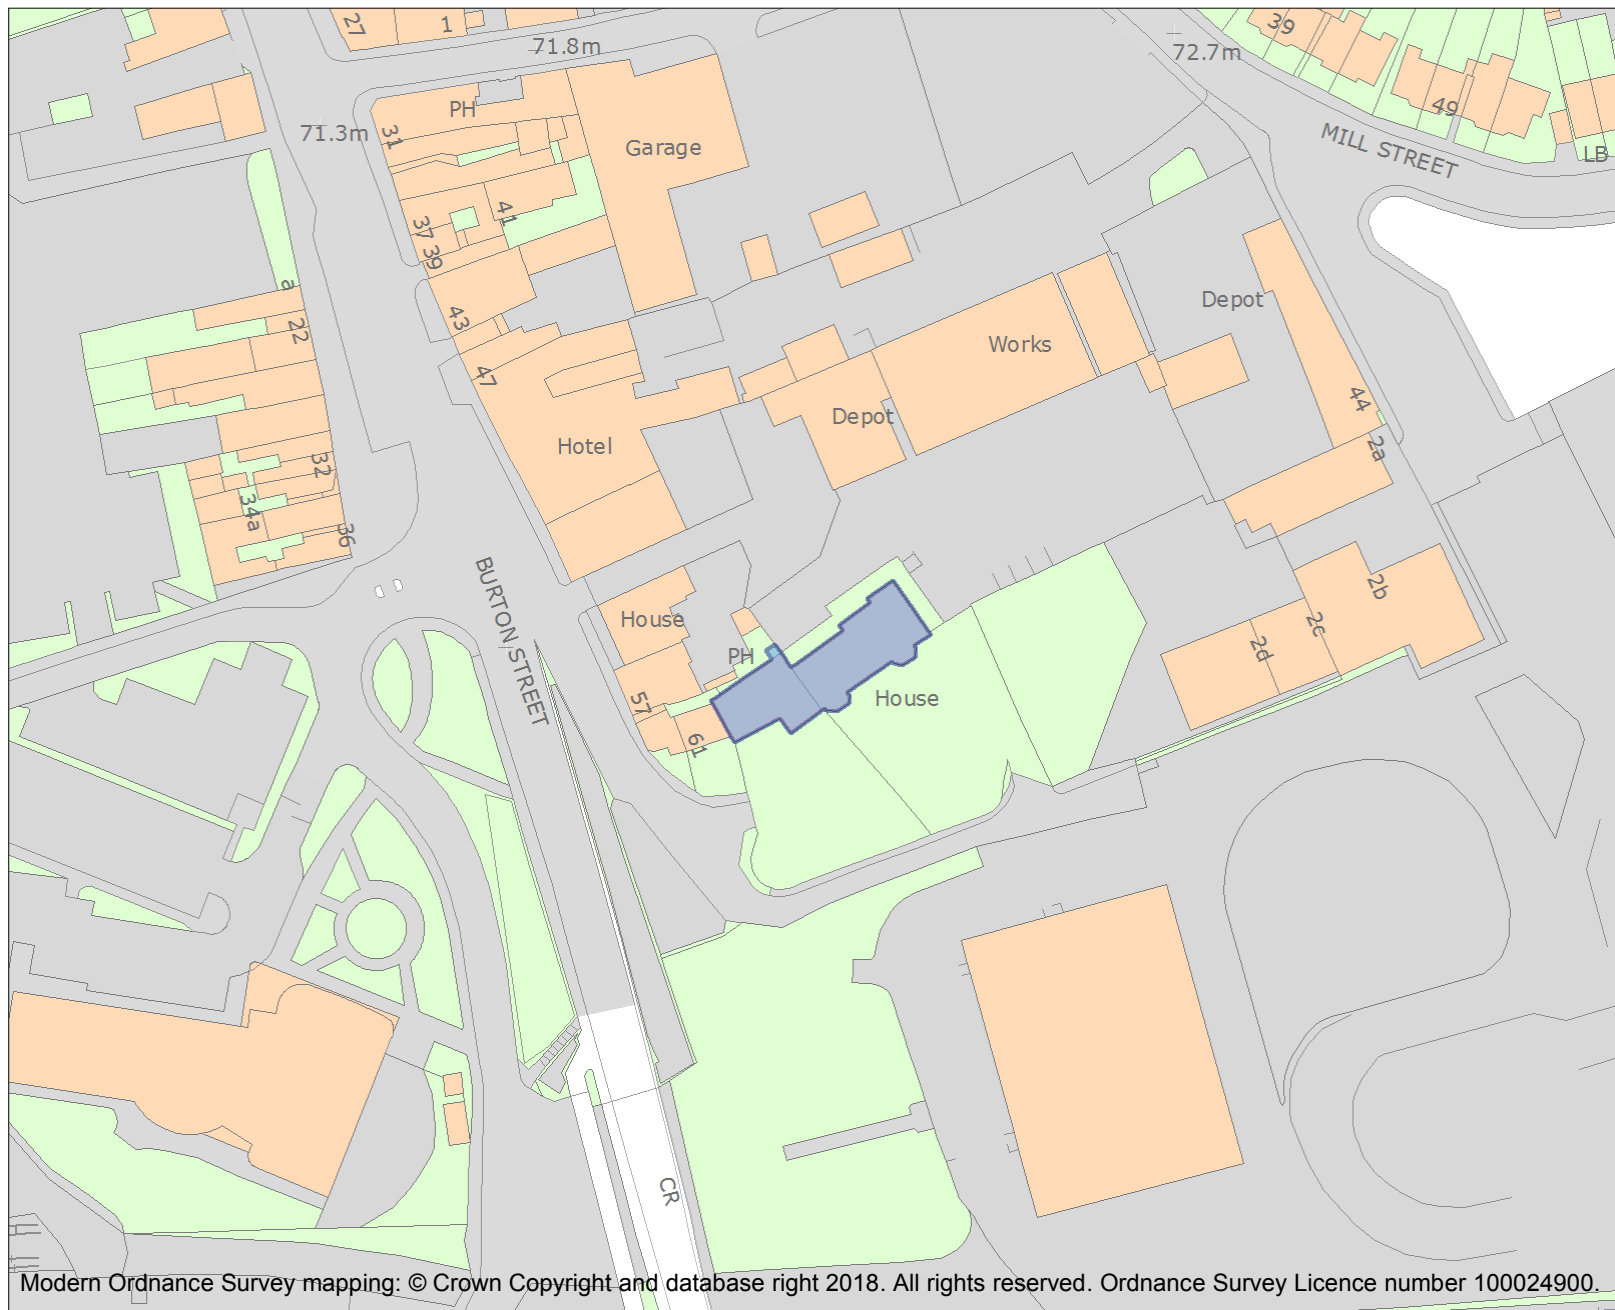 27
1
71.8m
39
72.7m
49
MILL STREET
LB
PH
71.3m
31
Garage
37
41
39
a
22
43
47
Depot
Works
Depot
44
2a
Hotel
32
34a
36
BURTON STREET
House
PH
57
61
House
2b
2c
2d
CR
Modern Ordnance Survey mapping: © Crown Copyright and database right 2018. All rights reserved. Ordnance Survey Licence number 100024900.